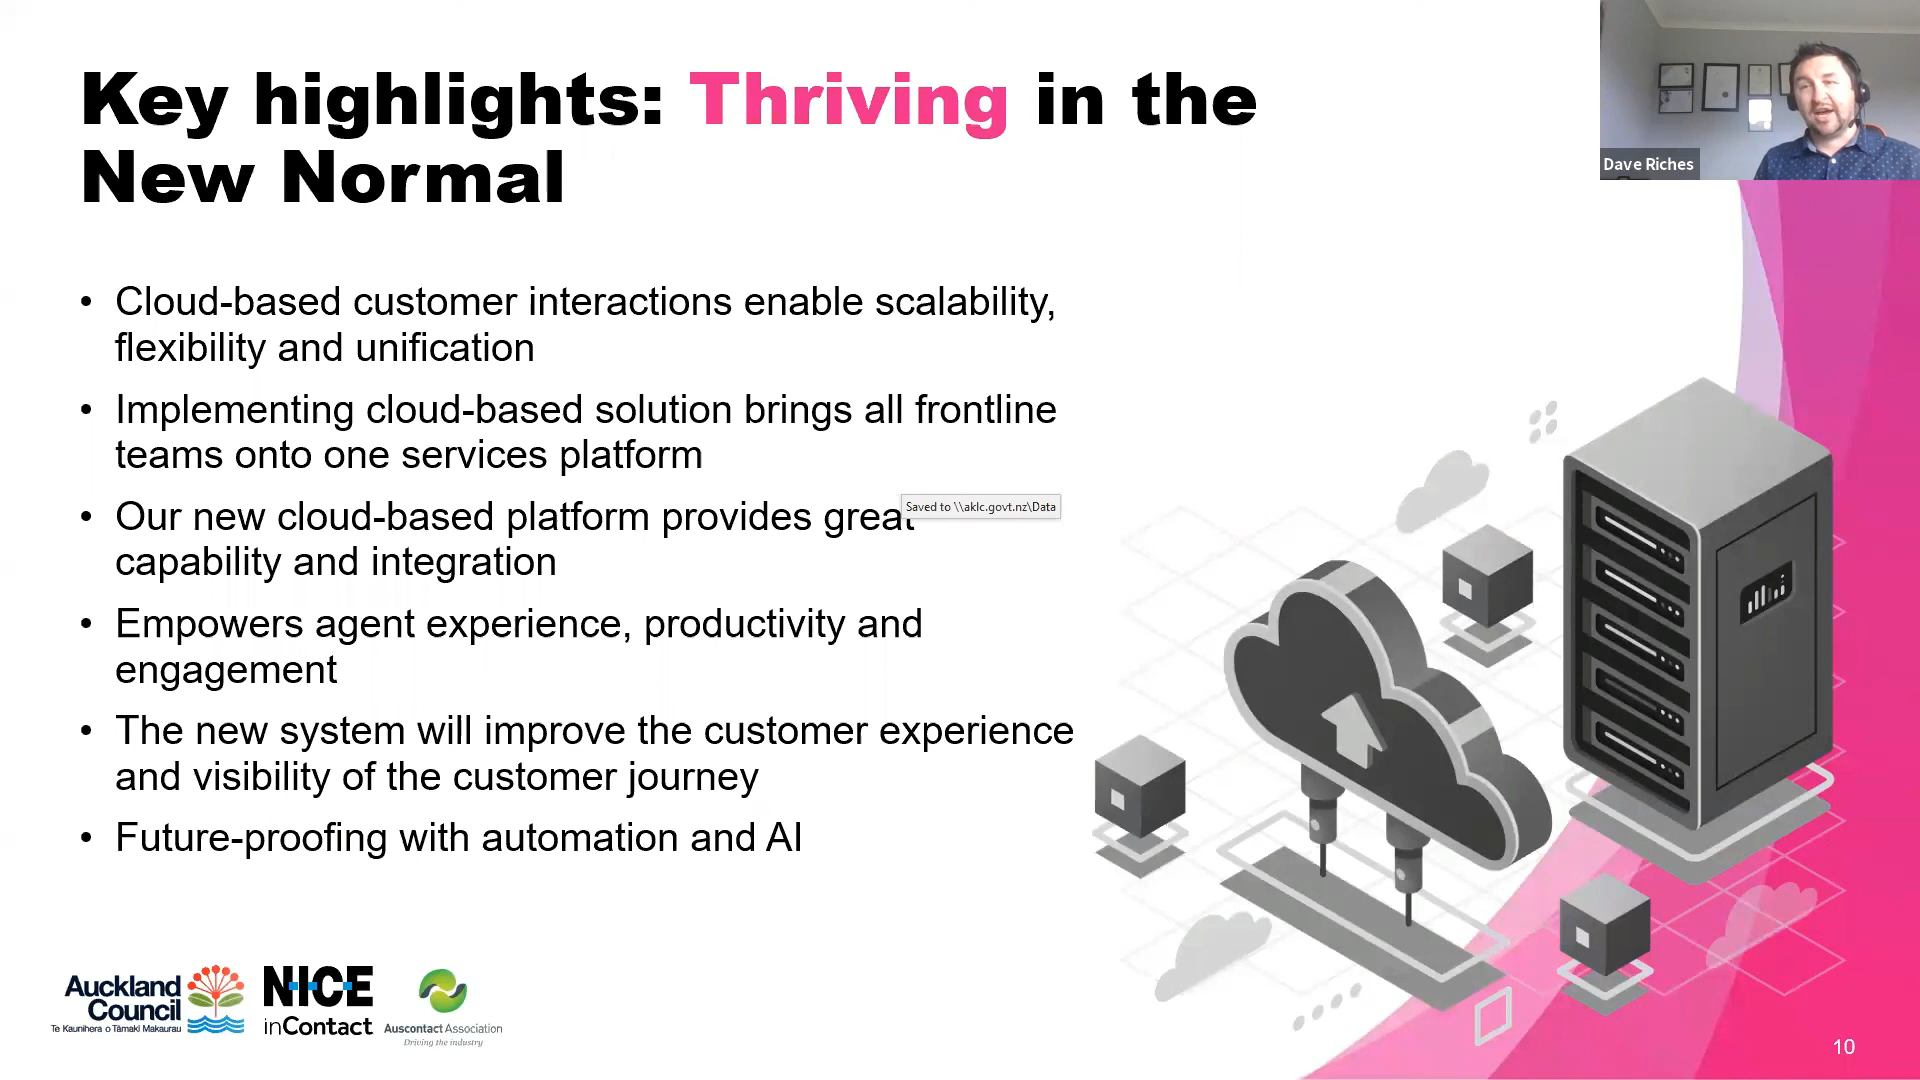 Key highlights: Thriving in the
New Normal
Dave Riches
• Cloud-based customer interactions enable scalability,
flexibility and unification
• Implementing cloud-based solution brings all frontline
teams onto one services platform
• Our new cloud-based platform provides great
capability and integration
Saved to \\aklc.govt.nz\Data
• Empowers agent experience, productivity and
engagement
• The new system will improve the customer experience
and visibility of the customer journey
• Future-proofing with automation and AI
Auckland
Council
Te Kaunihera o Tāmaki Makaurau
NICE
inContact
Auscontact Association
Driving the industry
10